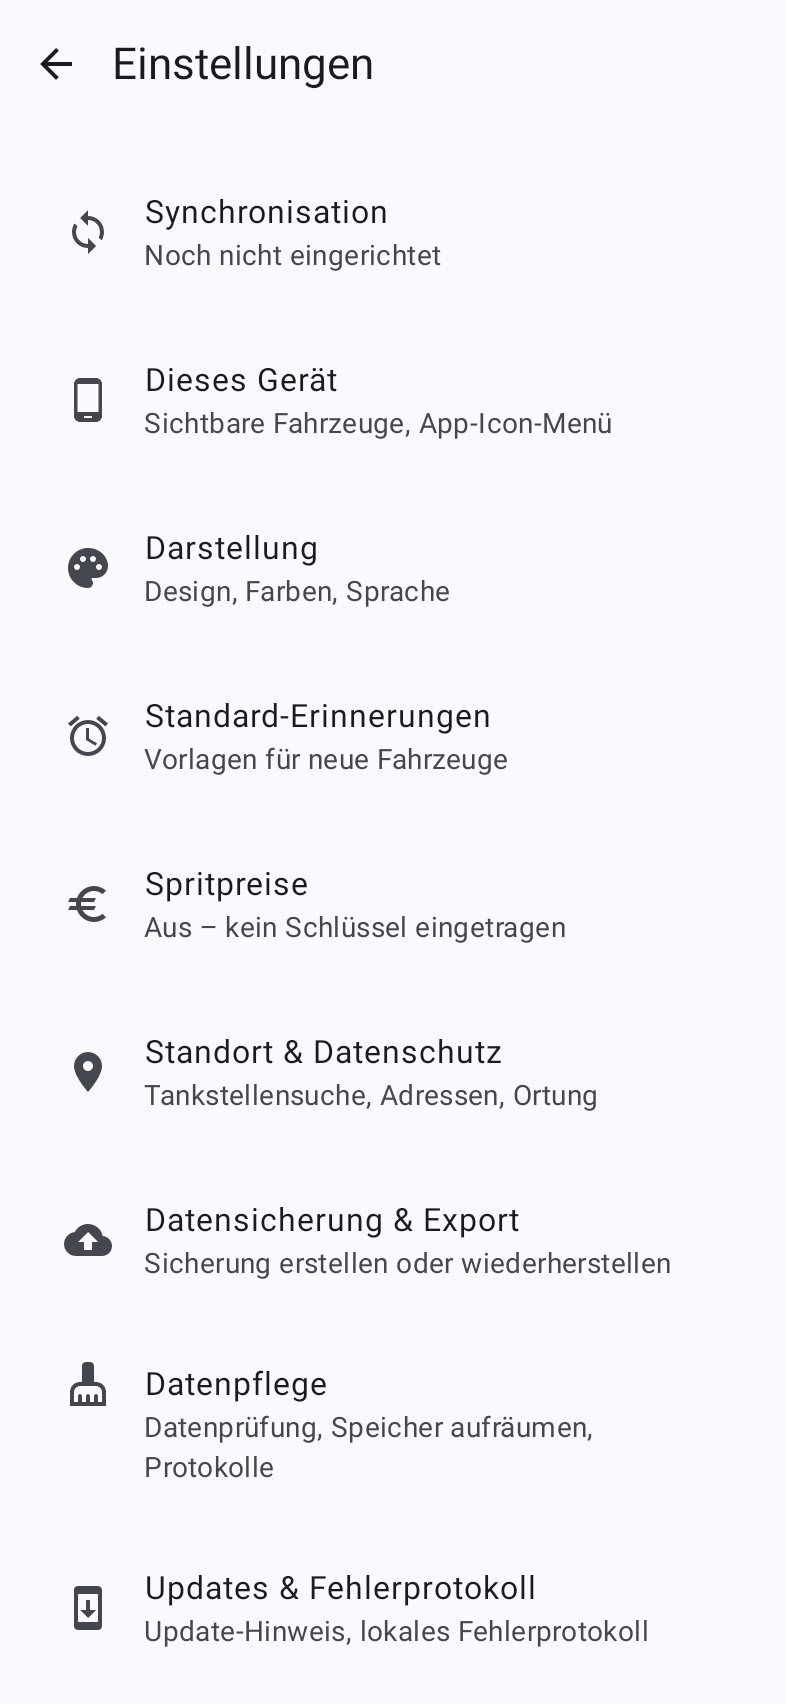 Einstellungen
Synchronisation
Noch nicht eingerichtet
Dieses Gerät
Sichtbare Fahrzeuge, App-Icon-Menü
Darstellung
Design, Farben, Sprache
Standard-Erinnerungen
Vorlagen für neue Fahrzeuge
Spritpreise
Aus – kein Schlüssel eingetragen
Standort & Datenschutz
Tankstellensuche, Adressen, Ortung
Datensicherung & Export
Sicherung erstellen oder wiederherstellen
Datenpflege
Datenprüfung, Speicher aufräumen,
Protokolle
Updates & Fehlerprotokoll
Update-Hinweis, lokales Fehlerprotokoll